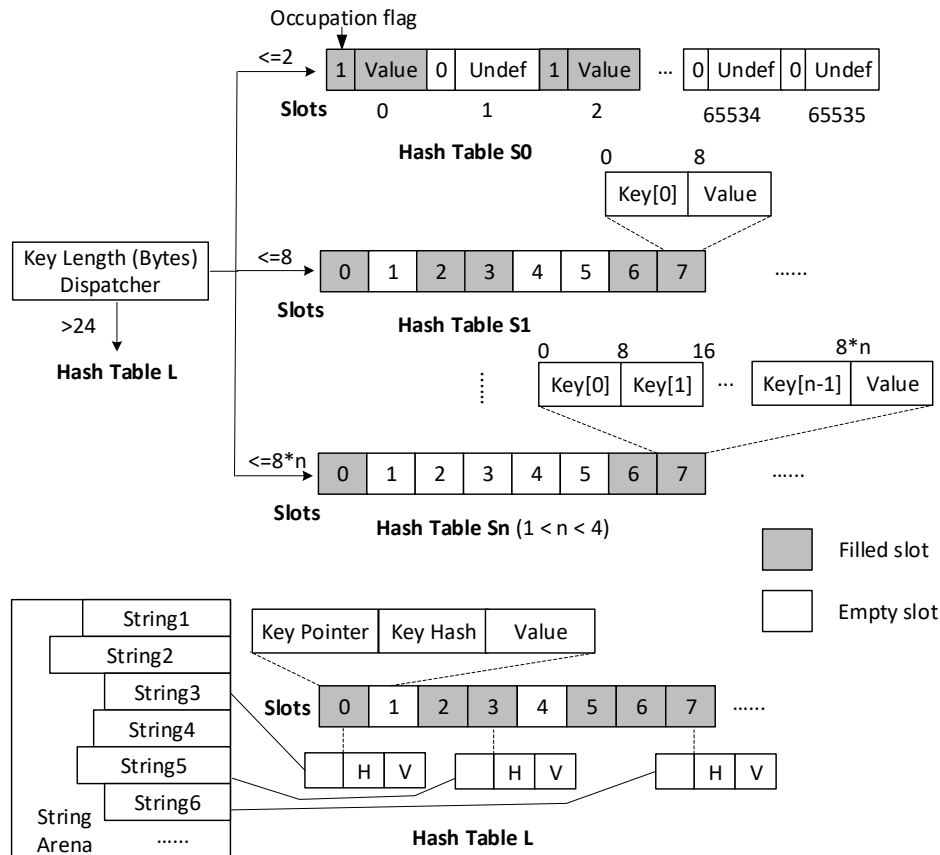 Occupation flag
<=2
1 Value 0 Undef 1 Value ... 0 Undef 0 Undef
Slots 0 1 2 65534 65535
Hash Table S0
0 8
Key[0] Value
Key Length (Bytes)
Dispatcher
<=8
0 1 2 3 4 5 6 7 ......
Slots
Hash Table S1
>24
Hash Table L
0 8 16 8*n
Key[0] Key[1] ... Key[n-1] Value
......
<=8*n
0 1 2 3 4 5 6 7 ......
Slots
Hash Table Sn (1 < n < 4)
Filled slot
Empty slot
String1
String2
String3
String4
String5
String6
......
String
Arena
Key Pointer Key Hash Value
Slots 0 1 2 3 4 5 6 7 ......
H V H V H V
Hash Table L